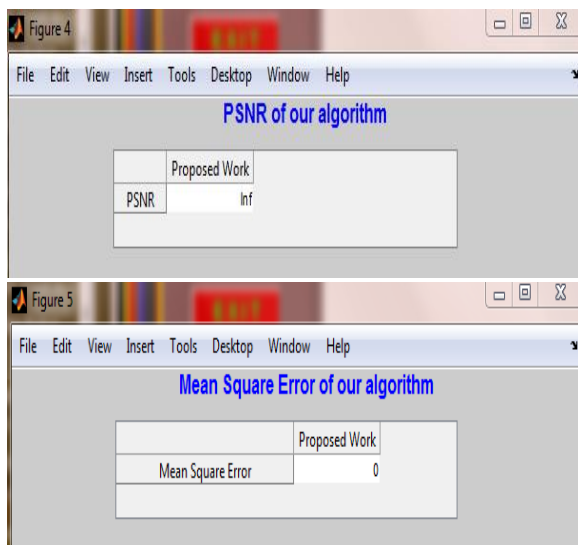 Figure 4
File Edit View Insert Tools Desktop Window Help
PSNR of our algorithm
Proposed Work
PSNR Inf
Figure 5
File Edit View Insert Tools Desktop Window Help
Mean Square Error of our algorithm
Proposed Work
Mean Square Error 0